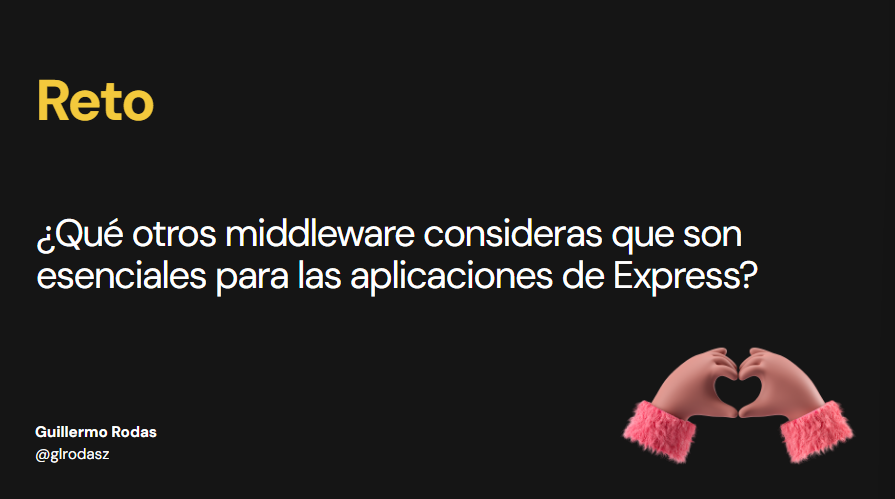 Reto
¿Qué otros middleware consideras que son
esenciales para las aplicaciones de Express?
Guillermo Rodas
@glrodasz